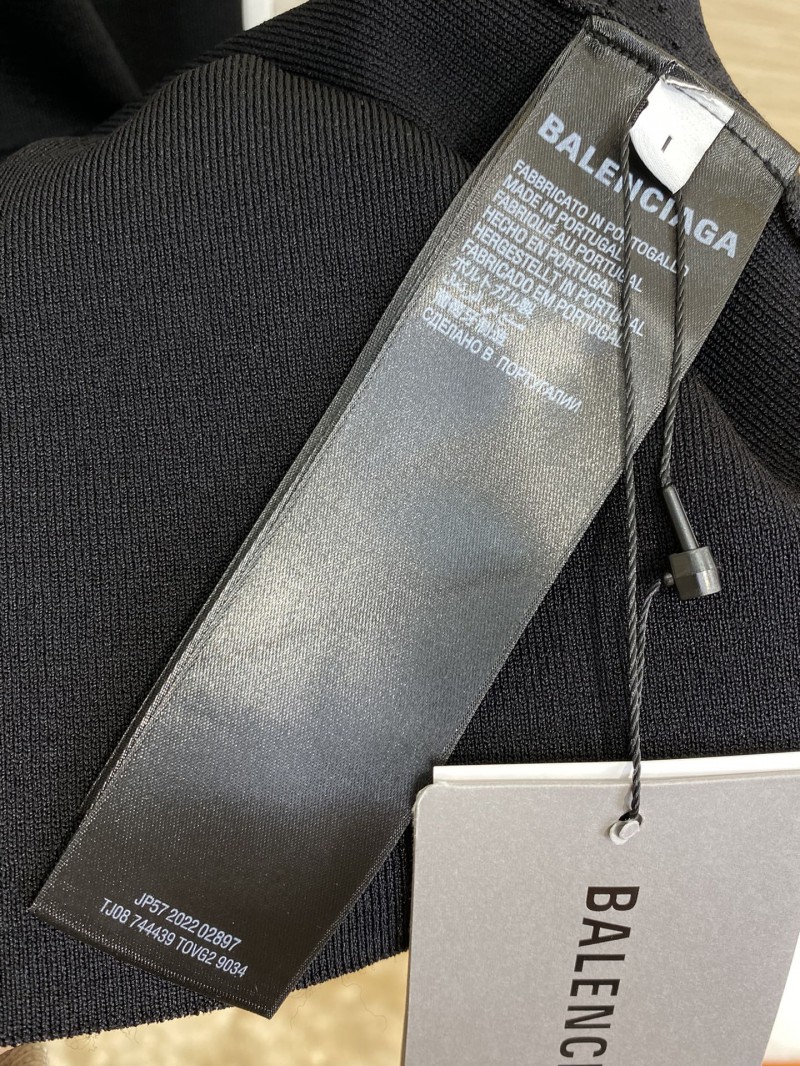 BALENCIAGA
FABBRICATO IN PORTOGALLO
MADE IN PORTUGAL
FABRIQUÉ AU PORTUGAL
HECHO EN PORTUGAL
HERGESTELLT IN PORTUGAL
FABRICADO EM PORTUGAL
ポルトガル製
葡萄牙制造
СДЕЛАНО В ПОРТУГАЛИИ
JP57 2022 02897
TJ08 744439 TOVG2 9034
BALENC